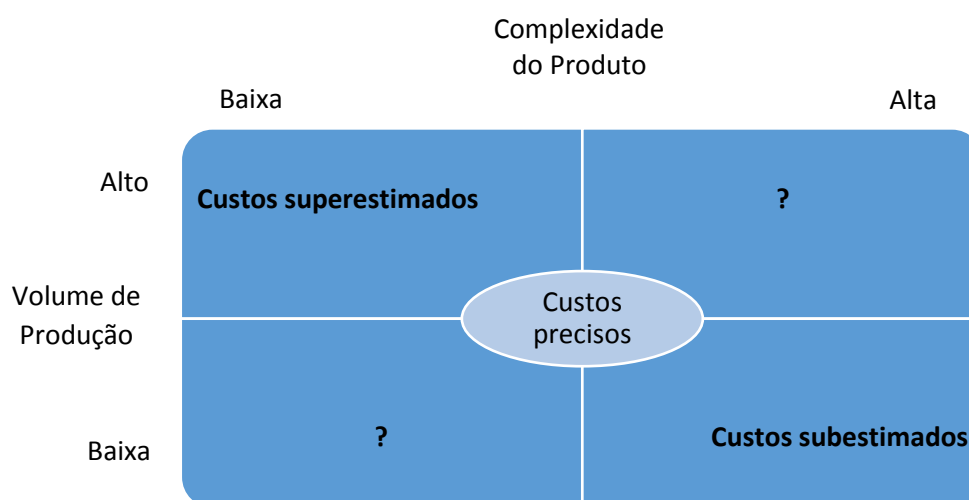 Complexidade
do Produto
Baixa
Alta
Alto
Custos superestimados
?
Volume de
Produção
Custos
precisos
Baixa
?
Custos subestimados